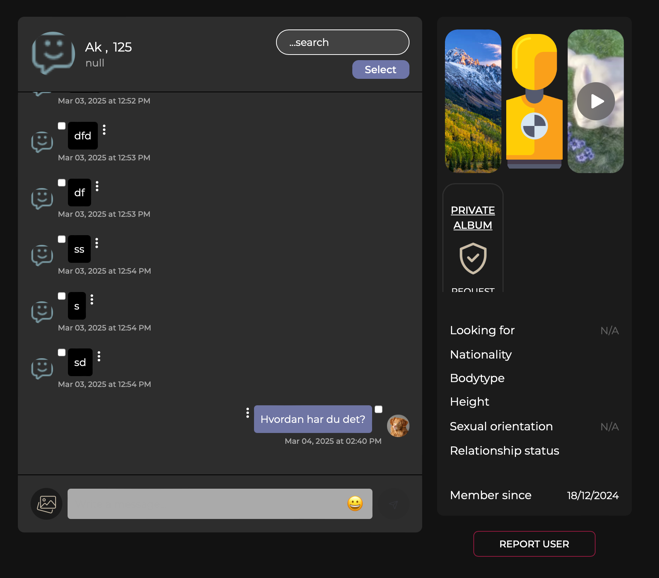 Ak , 125
null
...search
Select
Mar 03, 2025 at 12:52 PM
dfd
Mar 03, 2025 at 12:53 PM
df
Mar 03, 2025 at 12:53 PM
ss
Mar 03, 2025 at 12:54 PM
s
Mar 03, 2025 at 12:54 PM
sd
Mar 03, 2025 at 12:54 PM
Hvordan har du det?
Mar 04, 2025 at 02:40 PM
PRIVATE
ALBUM
REQUEST
Looking for N/A
Nationality
Bodytype
Height
Sexual orientation N/A
Relationship status
Member since 18/12/2024
REPORT USER